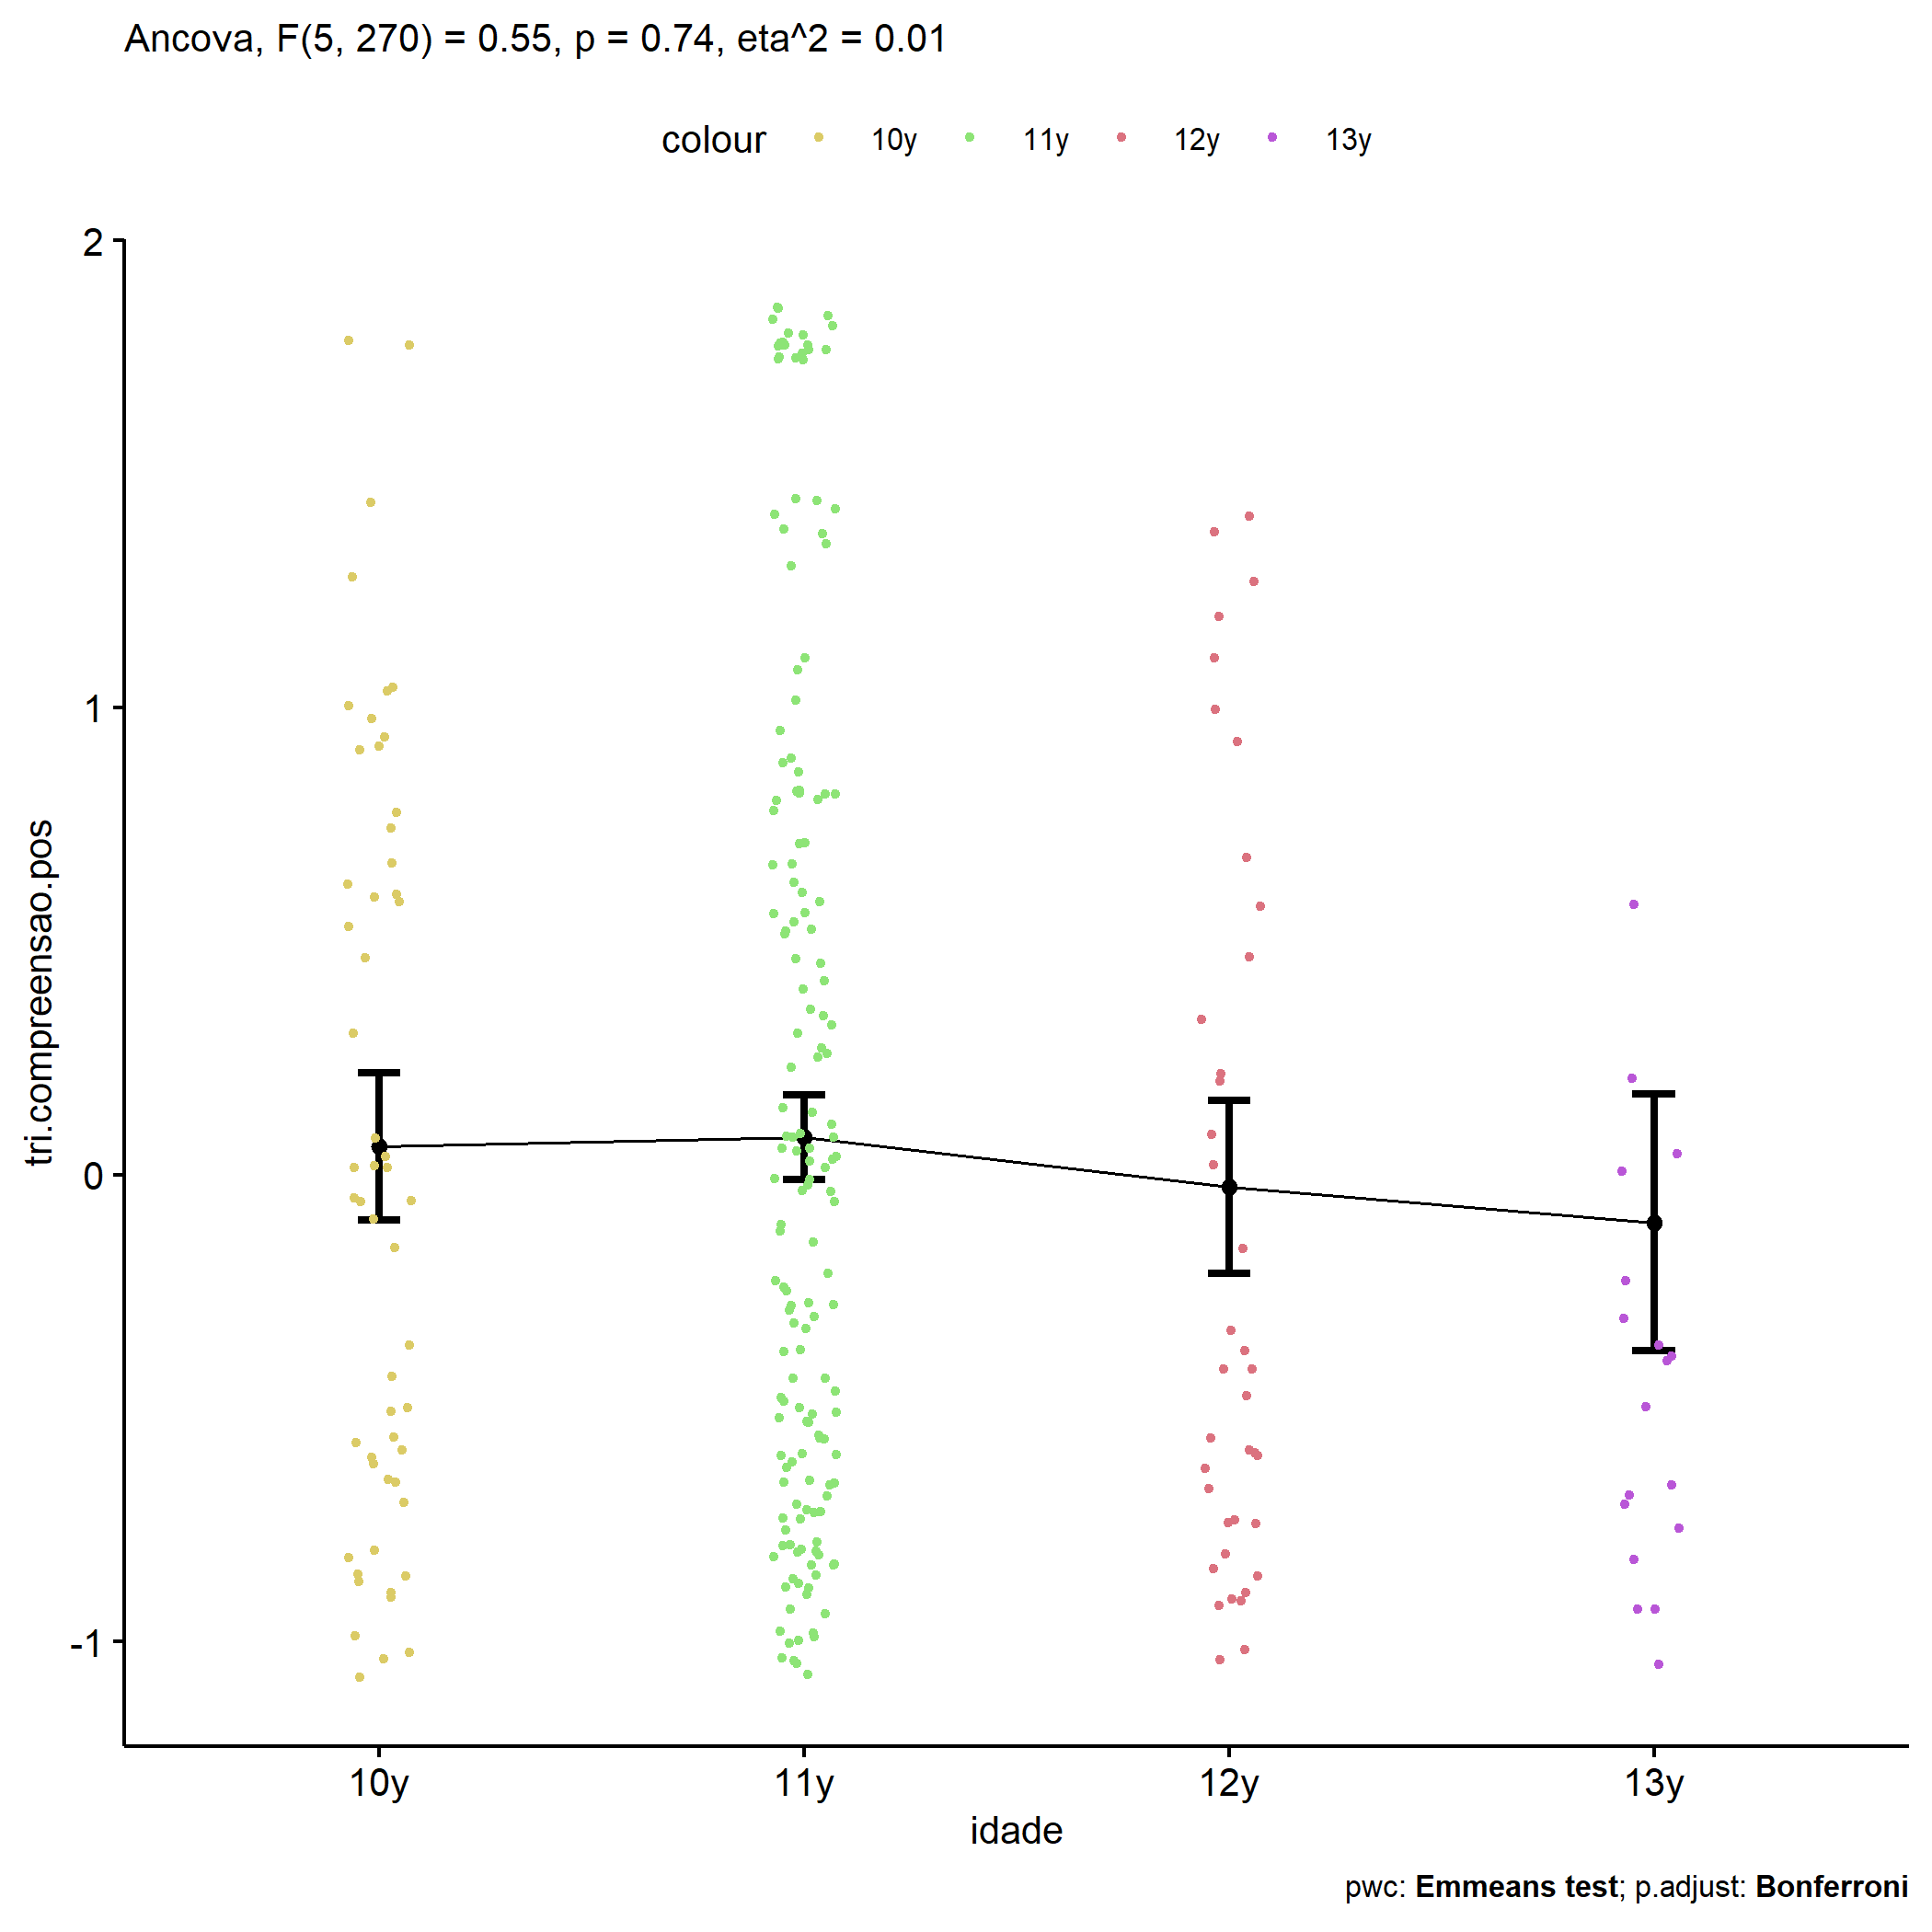 Ancova, F(5, 270) = 0.55, p = 0.74, eta^2 = 0.01
colour 10y 11y 12y 13y
2
1
0
-1
tri.compreensao.pos
10y 11y 12y 13y
idade
pwc: Emmeans test; p.adjust: Bonferroni